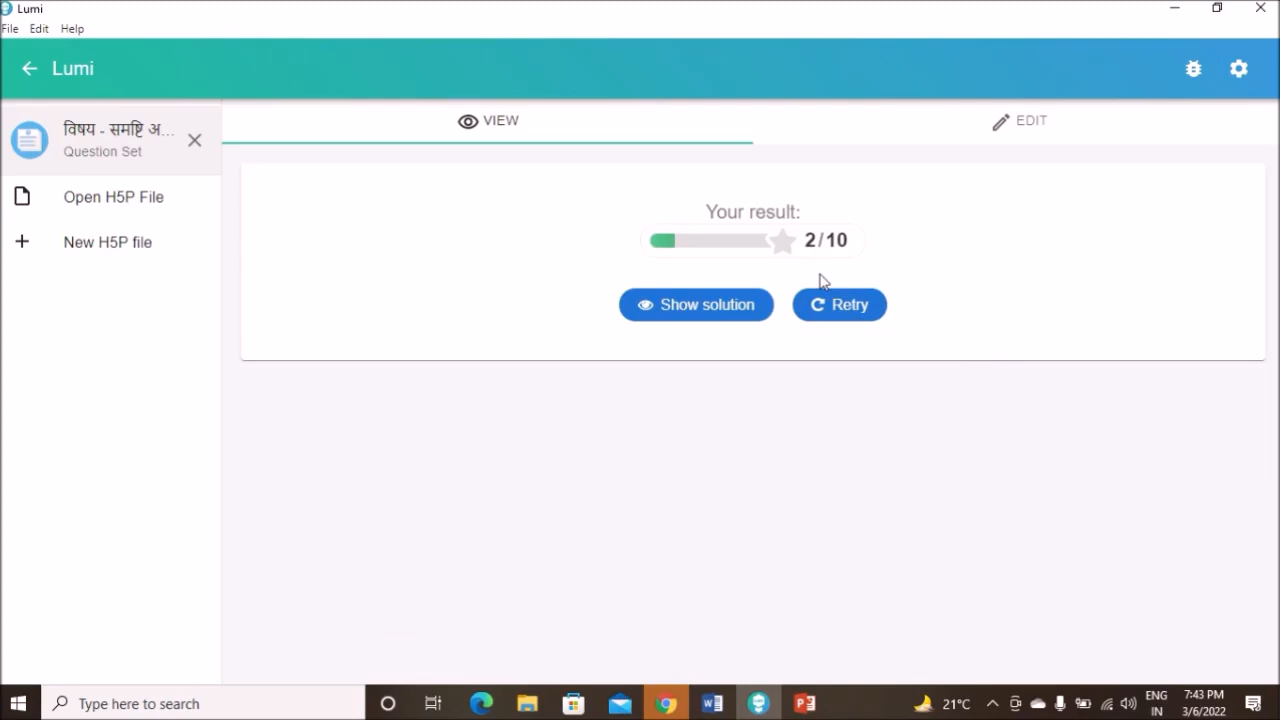 Lumi
File Edit Help
Lumi
विषय - समष्टि अ...
Question Set
Open H5P File
New H5P file
VIEW
EDIT
Your result:
2/10
Show solution
Retry
Type here to search
21°C
ENG
IN
7:43 PM
3/6/2022